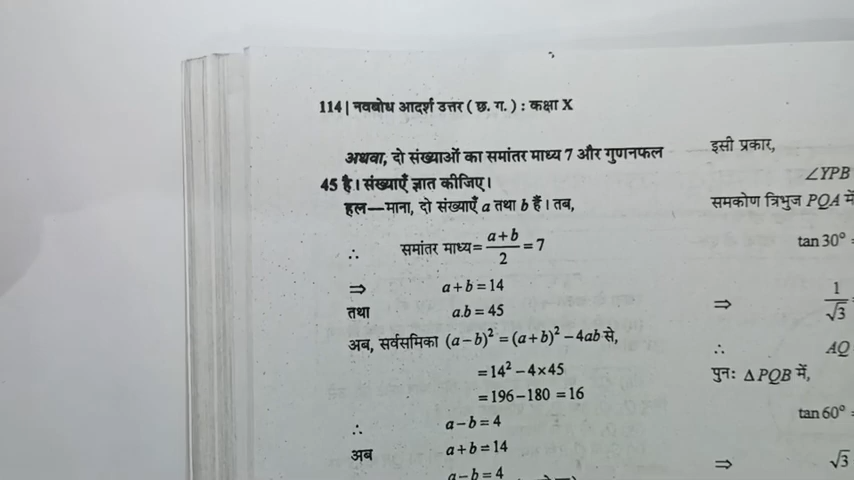 114 | नवबोध आदर्श उत्तर ( छ. ग. ) : कक्षा X
अथवा, दो संख्याओं का समांतर माध्य 7 और गुणनफल
45 है। संख्याएँ ज्ञात कीजिए।
हल—माना, दो संख्याएँ a तथा b हैं। तब,
∴ समांतर माध्य = (a+b)/2 = 7
⇒ a + b = 14
तथा a.b = 45
अब, सर्वसमिका (a−b)² = (a+b)² − 4ab से,
= 14² − 4×45
= 196−180 = 16
∴ a−b = 4
अब a+b = 14
a−b = 4
इसी प्रकार,
∠YPB
समकोण त्रिभुज PQA में
tan 30° =
⇒ 1/√3 =
∴ AQ
पुनः Δ PQB में,
tan 60° =
⇒ √3